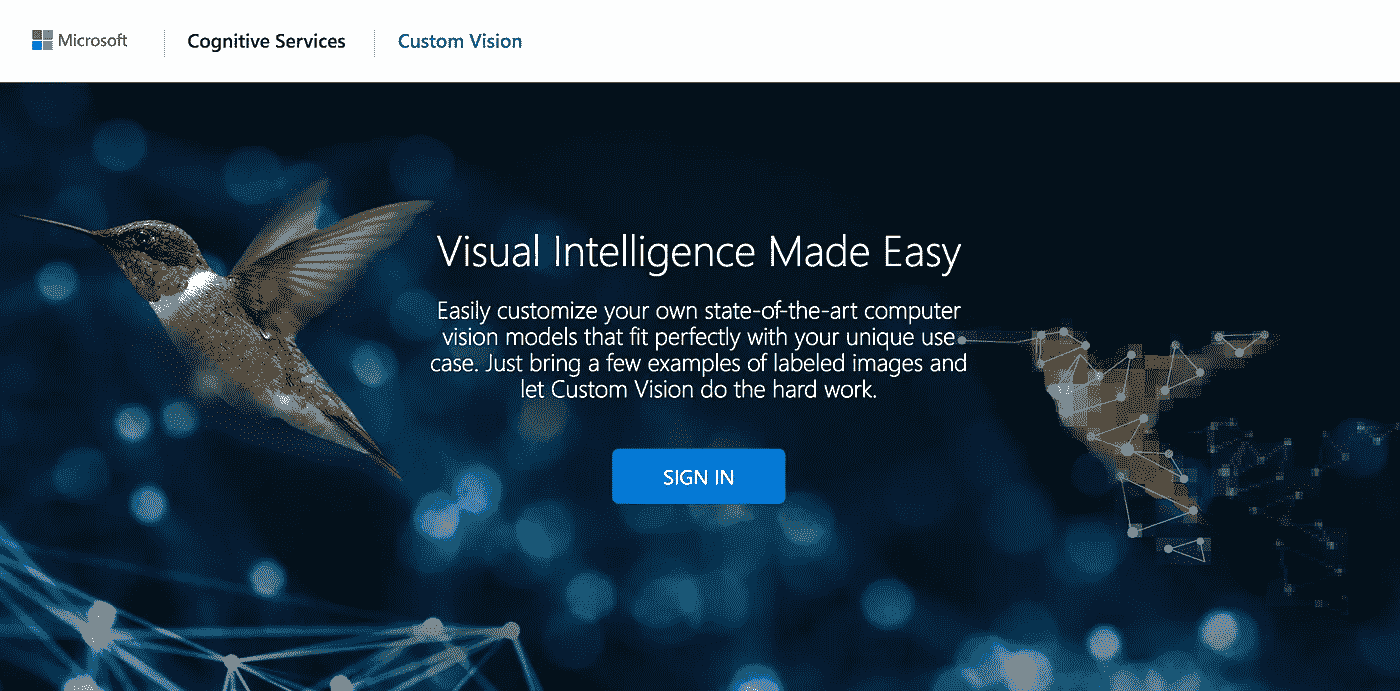 Microsoft
Cognitive Services
Custom Vision
Visual Intelligence Made Easy
Easily customize your own state-of-the-art computer
vision models that fit perfectly with your unique use
case. Just bring a few examples of labeled images and
let Custom Vision do the hard work.
SIGN IN